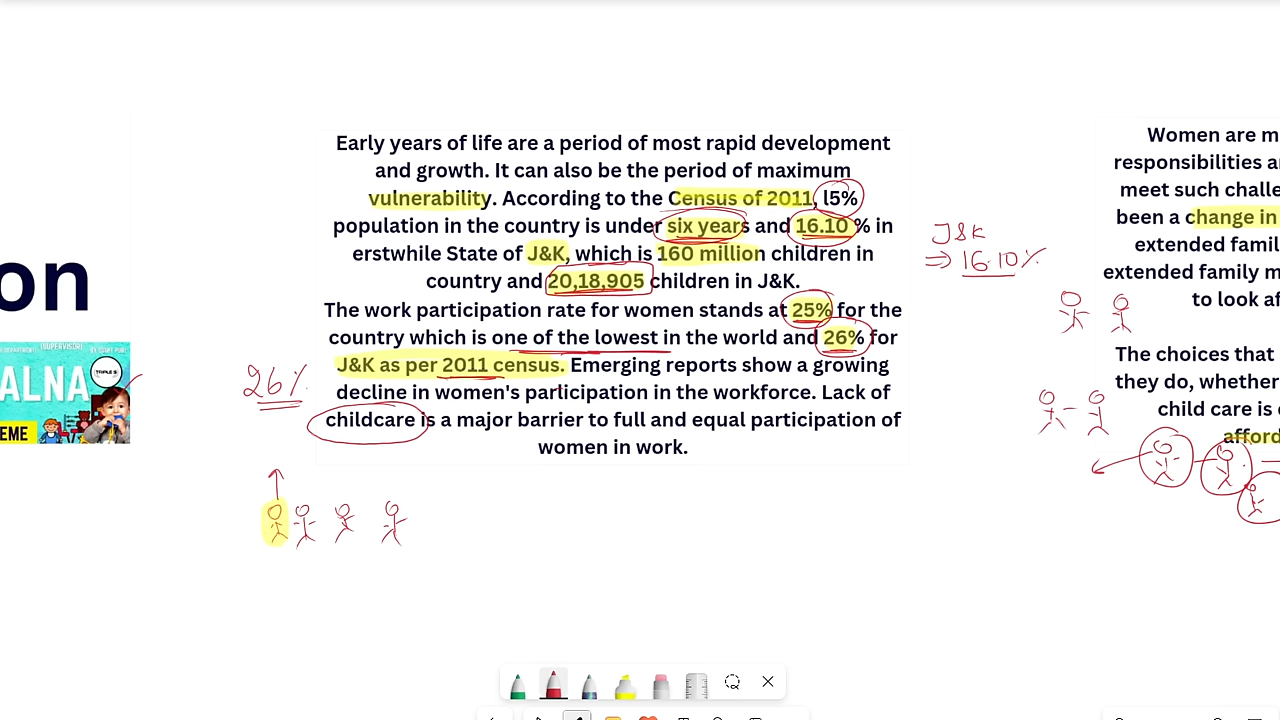 on
(SUPERVISOR)
ALNA
TRIPLE S
EME
Early years of life are a period of most rapid development
and growth. It can also be the period of maximum
vulnerability. According to the Census of 2011, l5%
population in the country is under six years and 16.10 % in
erstwhile State of J&K, which is 160 million children in
country and 20,18,905 children in J&K.
The work participation rate for women stands at 25% for the
country which is one of the lowest in the world and 26% for
J&K as per 2011 census. Emerging reports show a growing
decline in women's participation in the workforce. Lack of
childcare is a major barrier to full and equal participation of
women in work.
26%
J&K
⇒ 16.10%
Women are m
responsibilities a
meet such challe
been a change in
extended famil
extended family m
to look af
The choices that
they do, whether
child care is
afford